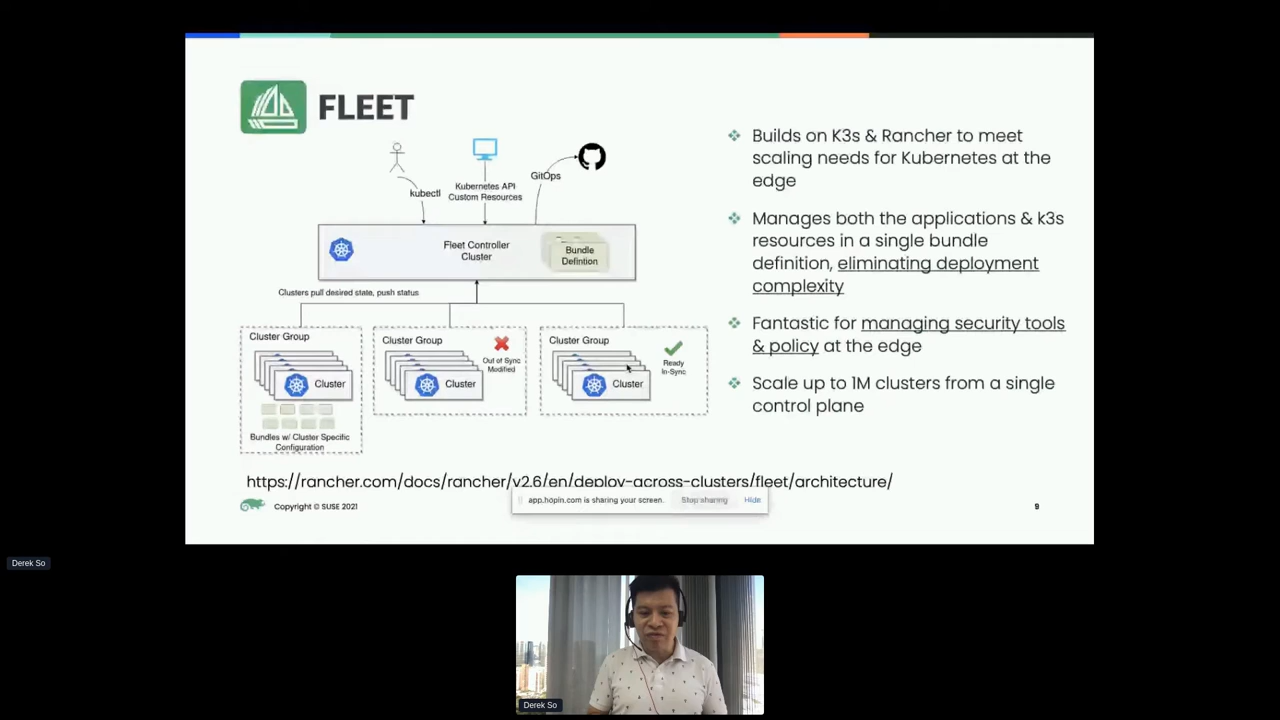 FLEET
kubectl
Kubernetes API
Custom Resources
GitOps
Fleet Controller
Cluster
Bundle
Defintion
Clusters pull desired state, push status
Cluster Group
Cluster
Bundles w/ Cluster Specific
Configuration
Cluster Group
Out of Sync
Modified
Cluster
Cluster Group
Ready
In-Sync
Cluster
Builds on K3s & Rancher to meet
scaling needs for Kubernetes at the
edge
Manages both the applications & k3s
resources in a single bundle
definition, eliminating deployment
complexity
Fantastic for managing security tools
& policy at the edge
Scale up to 1M clusters from a single
control plane
https://rancher.com/docs/rancher/v2.6/en/deploy-across-clusters/fleet/architecture/
app.hopin.com is sharing your screen.
Stop sharing
Hide
Copyright © SUSE 2021
9
Derek So
Derek So